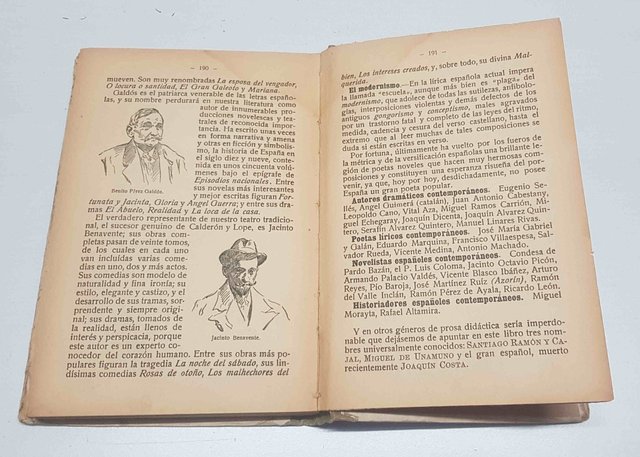 — 190 —
mueven. Son muy renombradas La esposa del vengador,
O locura o santidad, El Gran Galeoto y Mariana.
Galdós es el patriarca venerable de las letras españo-
las, y su nombre perdurará en nuestra literatura como
autor de innumerables pro-
ducciones novelescas y tea-
trales de reconocida impor-
tancia. Ha escrito unas veces
en forma narrativa y amena
y otras en ficción y simbolis-
mo, la historia de España en
el siglo diez y nueve, conte-
nida en unos cincuenta volú-
menes bajo el epígrafe de
Episodios nacionales. Entre
sus novelas más interesantes
y mejor escritas figuran For-
tunata y Jacinta, Gloria y Angel Guerra; y entre sus dra-
mas El Abuelo, Realidad y La loca de la casa.
Benito Pérez Galdós.
El verdadero representante de nuestro teatro tradicio-
nal, el sucesor genuino de Calderón y Lope, es Jacinto
Benavente; sus obras com-
pletas pasan de veinte tomos,
de los cuales en cada uno
van incluídas varias come-
dias en uno, dos y más actos.
Sus comedias son modelo de
naturalidad y fina ironía; su
estilo, elegante y castizo, y el
desarrollo de sus tramas, sor-
prendente y siempre origi-
nal; sus dramas, tomados de
la realidad, están llenos de
interés y perspicacia, porque
este autor es un experto co-
nocedor del corazón humano. Entre sus obras más po-
pulares figuran la tragedia La noche del sábado, sus lin-
dísimas comedias Rosas de otoño, Los malhechores del
Jacinto Benavente.
— 191 —
bien, Los intereses creados, y, sobre todo, su divina Mal-
querida.
El modernismo.—En la lírica española actual impera
la llamada "escuela", aunque más bien es "plaga" del
modernismo, que adolece de todas las sutilezas, anfibolo-
gías, interposiciones violentas y demás defectos de los
antiguos gongorismo y conceptismo, males agravados
por un trastorno fatal y completo de las leyes del ritmo,
medida, cadencia y cesura del verso castellano, hasta el
extremo que al leer muchas de tales composiciones se
duda si están escritas en verso.
Por fortuna, últimamente ha vuelto por los fueros de
la métrica y de la versificación españolas una brillante le-
gión de poetas noveles que hacen muy hermosas com-
posiciones y constituyen una esperanza risueña del por-
venir, ya que, hoy por hoy, desdichadamente, no posee
España un gran poeta popular.
Autores dramáticos contemporáneos. Eugenio Se-
llés, Angel Guimerá (catalán), Juan Antonio Cabestany,
Leopoldo Cano, Vital Aza, Miguel Ramos Carrión, Mi-
guel Echegaray, Joaquín Dicenta, Joaquín Alvarez Quin-
tero, Serafín Alvarez Quintero, Manuel Linares Rivas.
Poetas líricos contemporáneos. José María Gabriel
y Galán, Eduardo Marquina, Francisco Villaespesa, Sal-
vador Rueda, Vicente Medina, Antonio Machado.
Novelistas españoles contemporáneos. Condesa de
Pardo Bazán, el P. Luis Coloma, Jacinto Octavio Picón,
Armando Palacio Valdés, Vicente Blasco Ibáñez, Arturo
Reyes, Pío Baroja, José Martínez Ruiz (Azorín), Ramón
del Valle Inclán, Ramón Pérez de Ayala, Ricardo León.
Historiadores españoles contemporáneos. Miguel
Morayta, Rafael Altamira.
Y en otros géneros de prosa didáctica sería imperdo-
nable que dejásemos de apuntar en este libro tres nom-
bres universalmente conocidos: SANTIAGO RAMÓN Y CA-
JAL, MIGUEL DE UNAMUNO y el gran español, muerto
recientemente JOAQUÍN COSTA.